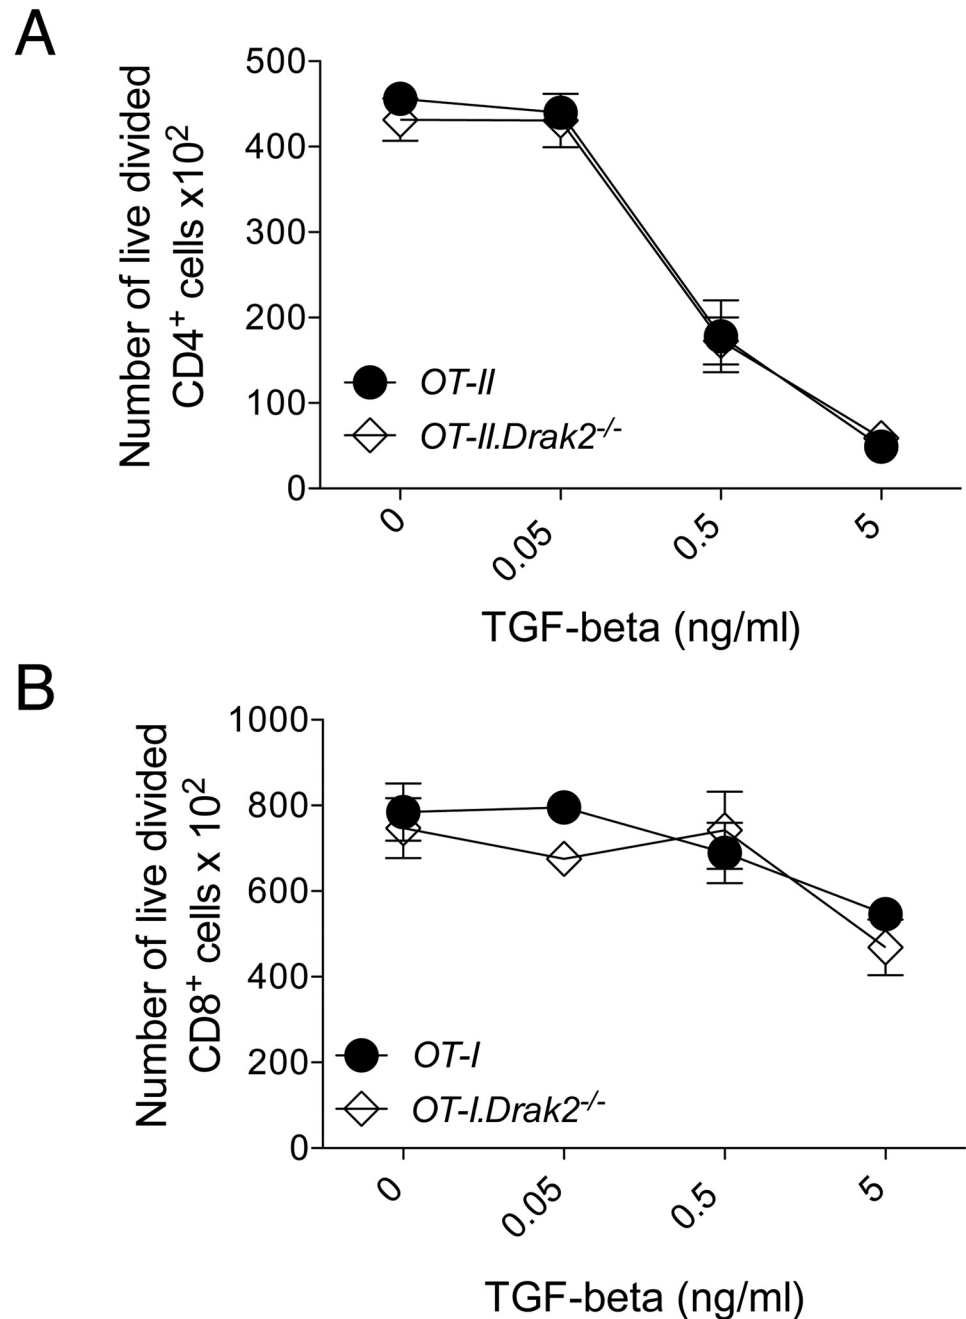 A
Number of live divided
CD4⁺ cells x10²
500
400
300
200
100
0
OT-II
OT-II.Drak2⁻/⁻
0
0.05
0.5
5
TGF-beta (ng/ml)
B
Number of live divided
CD8⁺ cells x 10²
1000
800
600
400
200
0
OT-I
OT-I.Drak2⁻/⁻
0
0.05
0.5
5
TGF-beta (ng/ml)